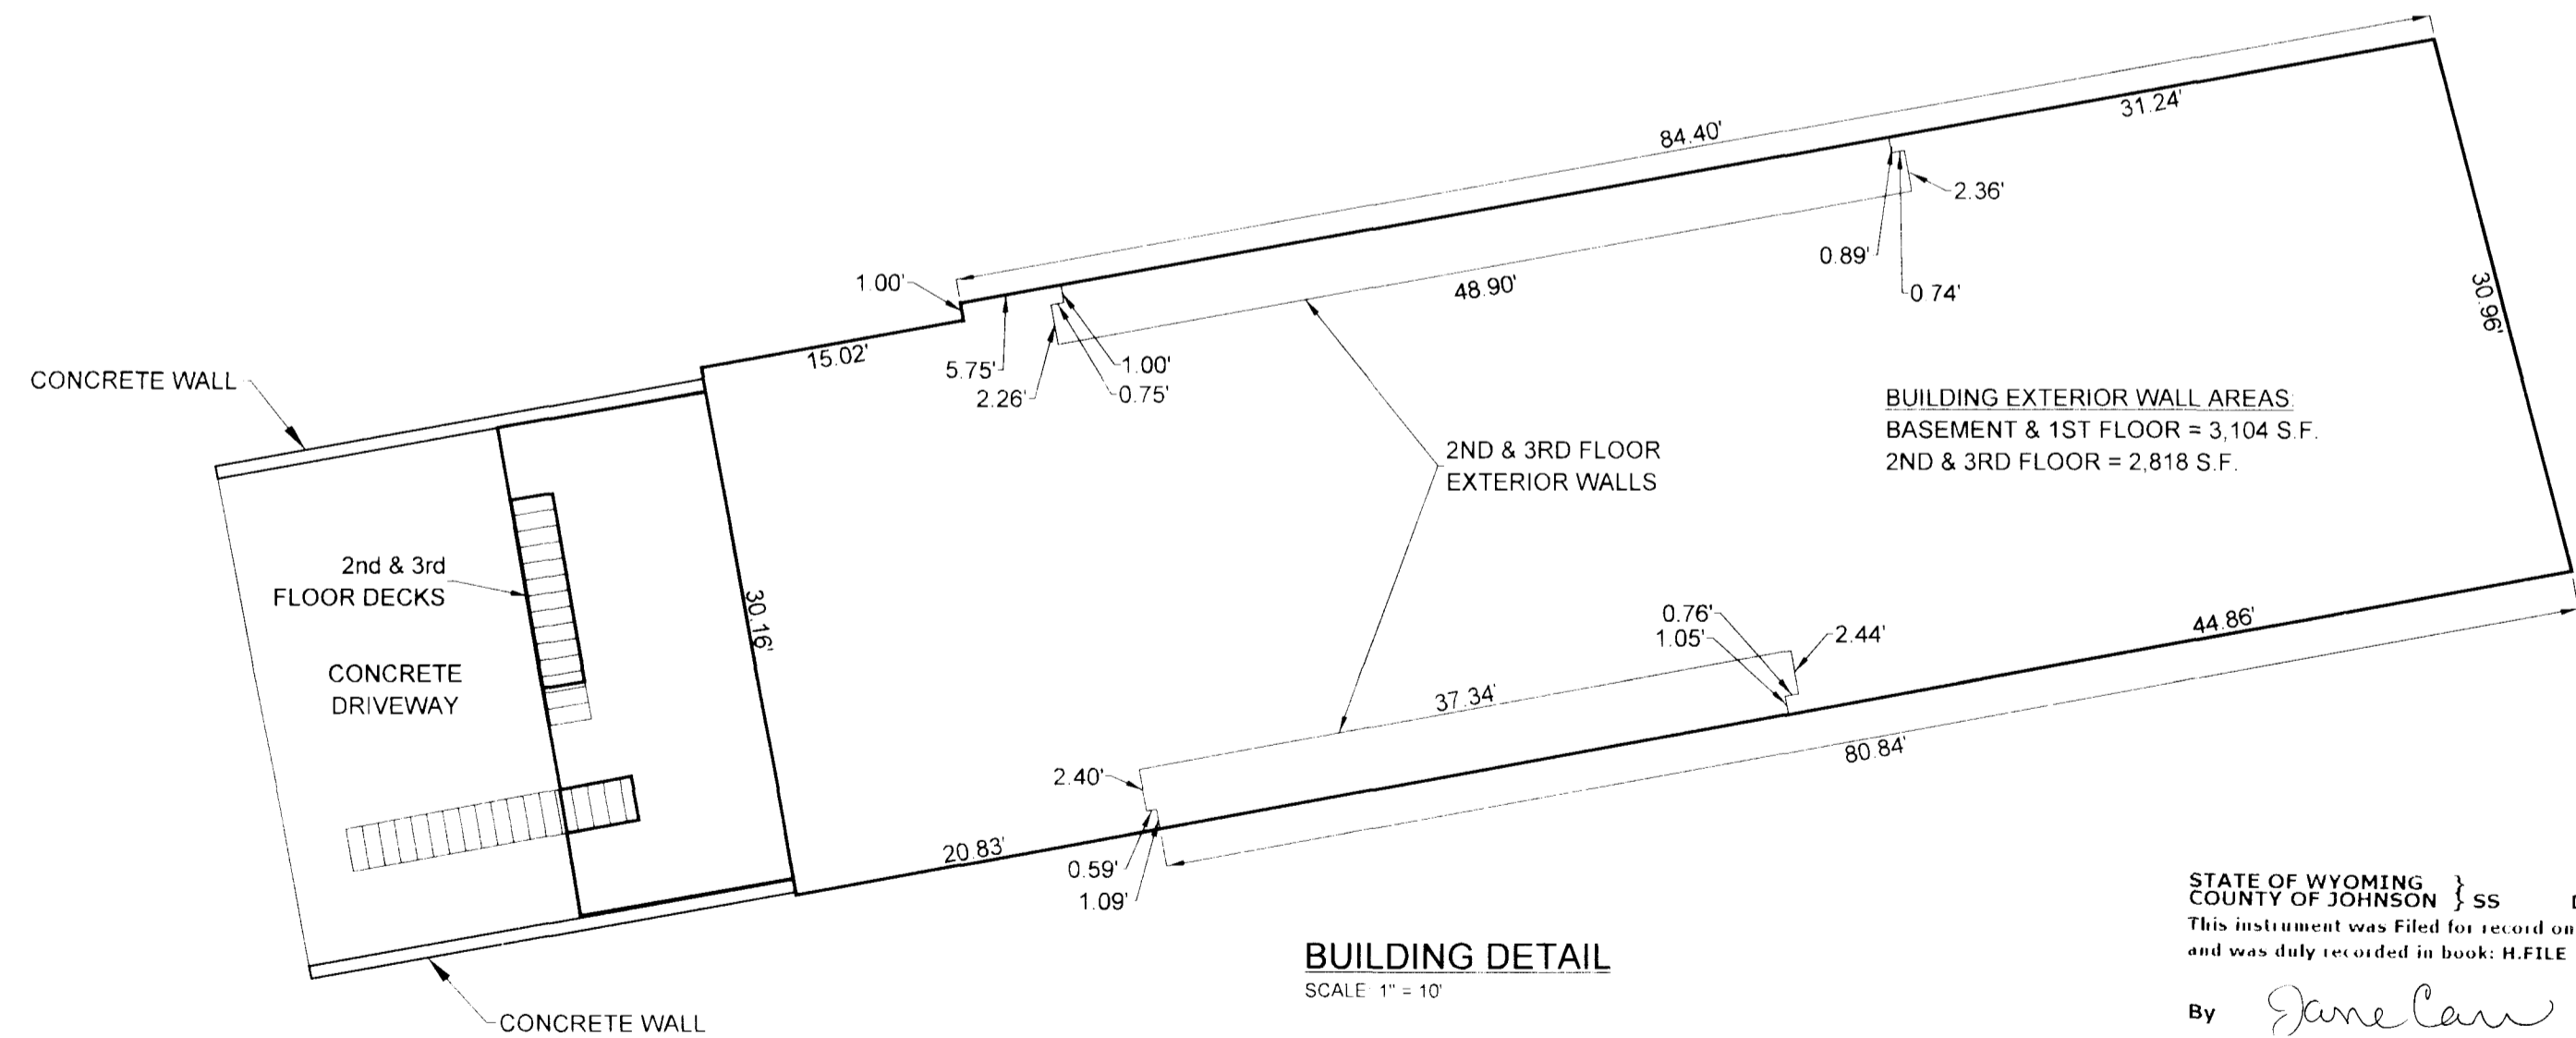 84.40'
31.24'
2.36'
0.89'
0.74'
48.90'
30.96'
1.00'
15.02'
5.75'
2.26'
1.00'
0.75'
CONCRETE WALL
BUILDING EXTERIOR WALL AREAS:
BASEMENT & 1ST FLOOR = 3,104 S.F.
2ND & 3RD FLOOR = 2,818 S.F.
2ND & 3RD FLOOR
EXTERIOR WALLS
2nd & 3rd
FLOOR DECKS
30.16'
CONCRETE
DRIVEWAY
0.76'
1.05'
2.44'
44.86'
37.34'
80.84'
2.40'
20.83'
0.59'
1.09'
BUILDING DETAIL
SCALE: 1" = 10'
CONCRETE WALL
STATE OF WYOMING
COUNTY OF JOHNSON } SS
This instrument was Filed for record on
and was duly recorded in book: H.FILE
By Jane Carr